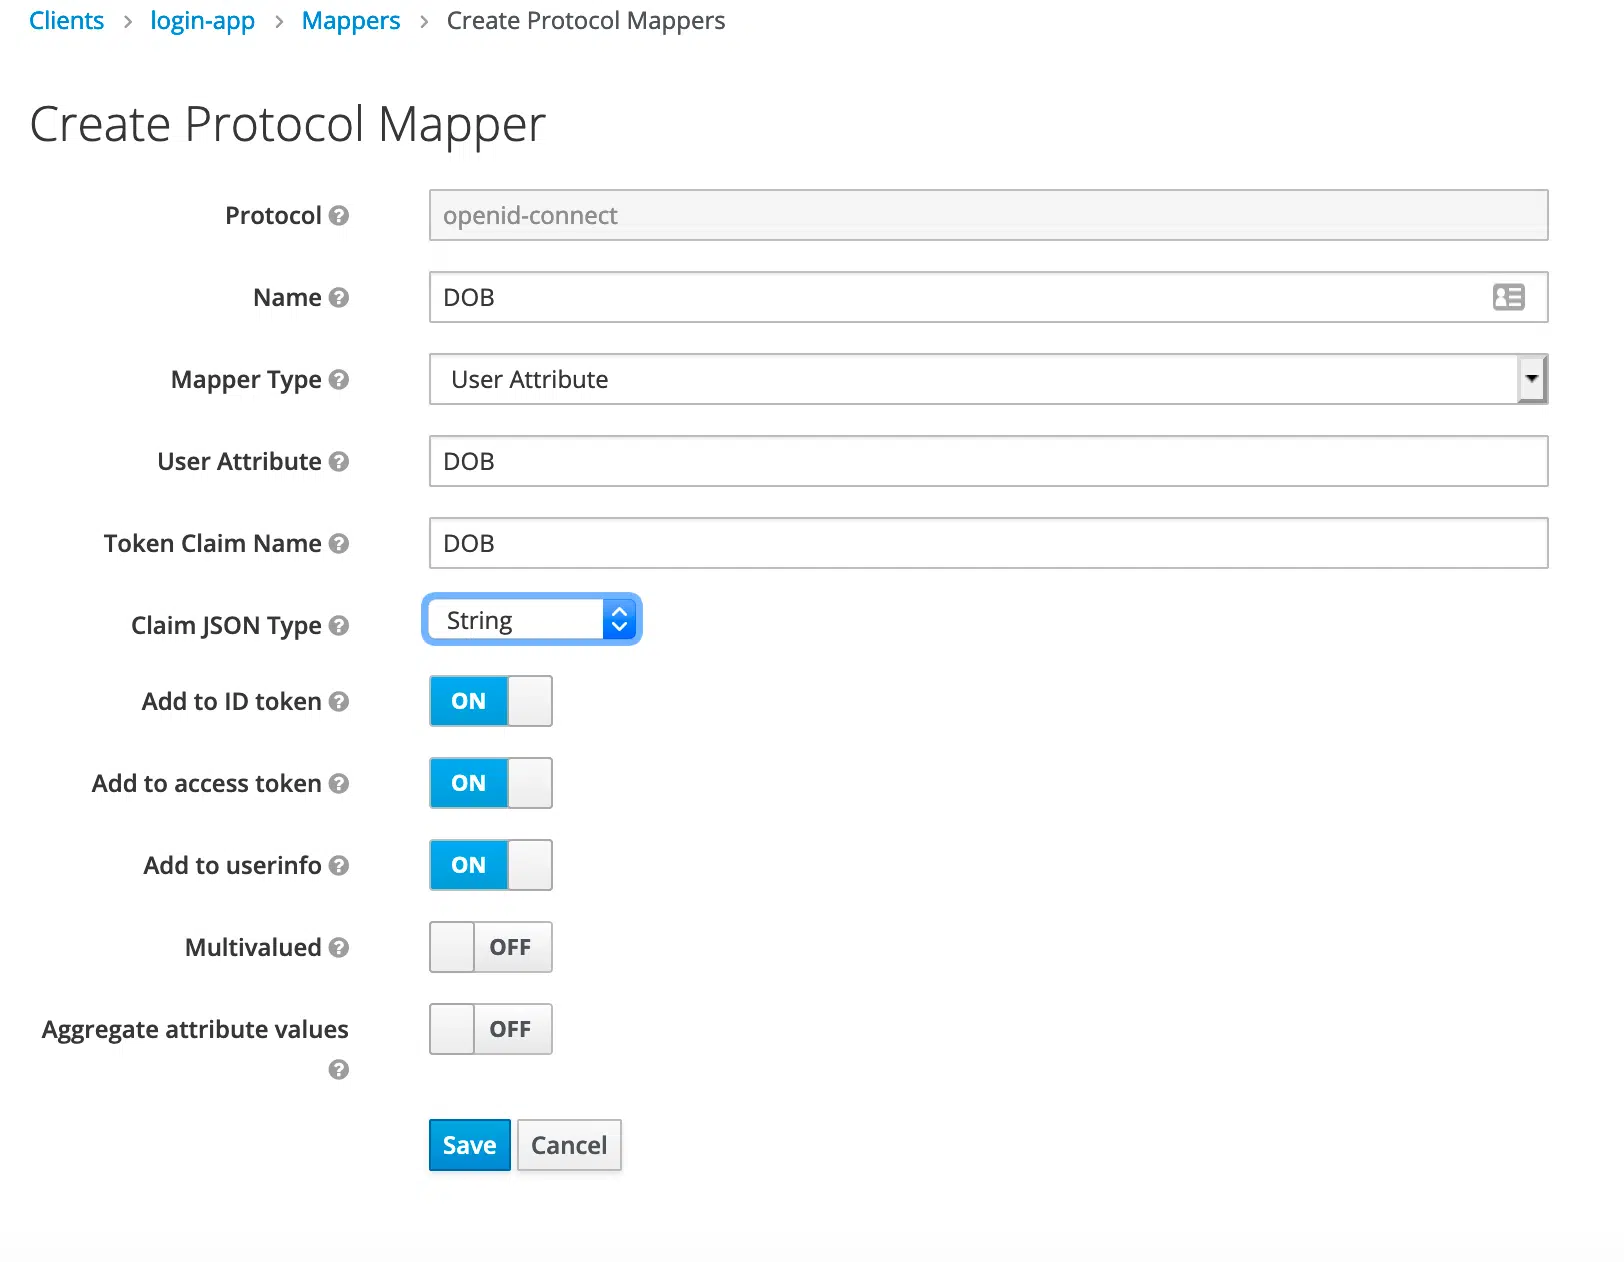 Clients > login-app > Mappers > Create Protocol Mappers
Create Protocol Mapper
Protocol ? openid-connect
Name ? DOB
Mapper Type ? User Attribute
User Attribute ? DOB
Token Claim Name ? DOB
Claim JSON Type ? String
Add to ID token ? ON
Add to access token ? ON
Add to userinfo ? ON
Multivalued ? OFF
Aggregate attribute values ? OFF
Save Cancel